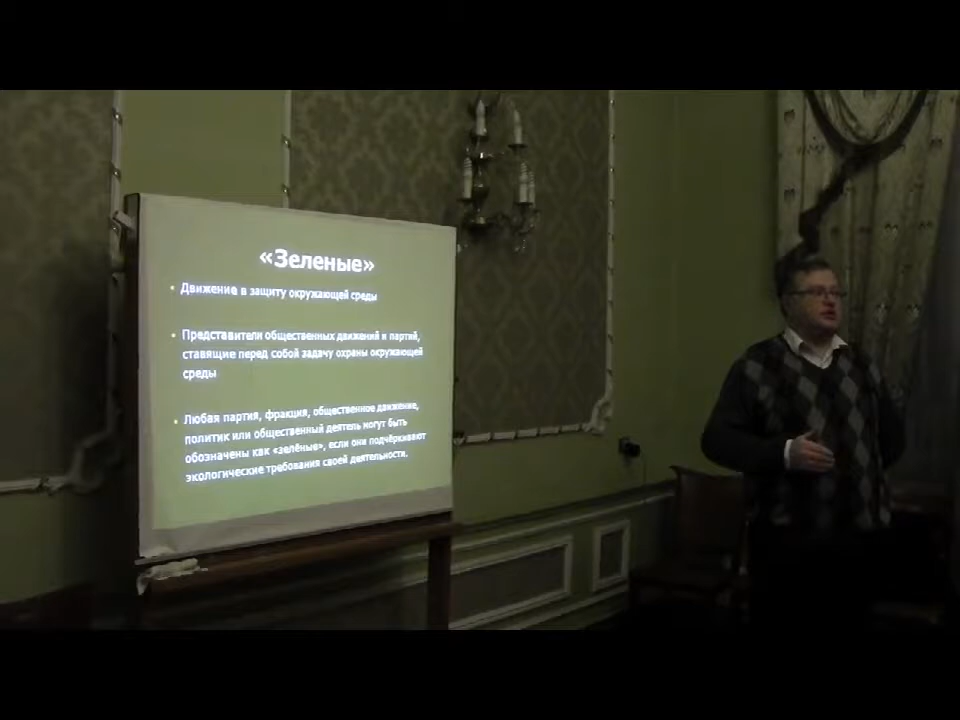 «Зеленые»
Движение в защиту окружающей среды
Представители общественных движений и партий,
ставящие перед собой задачу охраны окружающей
среды
Любая партия, фракция, общественное движение,
политик или общественный деятель могут быть
обозначены как «зелёные», если они подчёркивают
экологические требования своей деятельности.